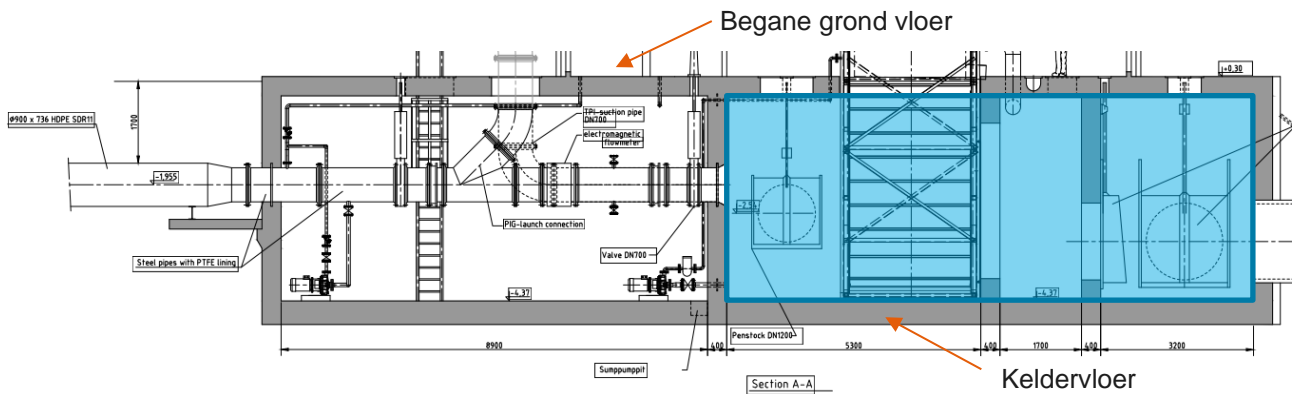 Begane grond vloer
+0.30
TPI-suction pipe
DN700
electromagnetic
flowmeter
ϕ900 x 736 HDPE SDR11
1700
-1.955
PIG-launch connection
Valve DN700
Steel pipes with PTFE lining
-4.37
-4.37
Penstock DN1200
8900
400
5300
400
1700
400
3200
Sumppumppit
Section A-A
Keldervloer